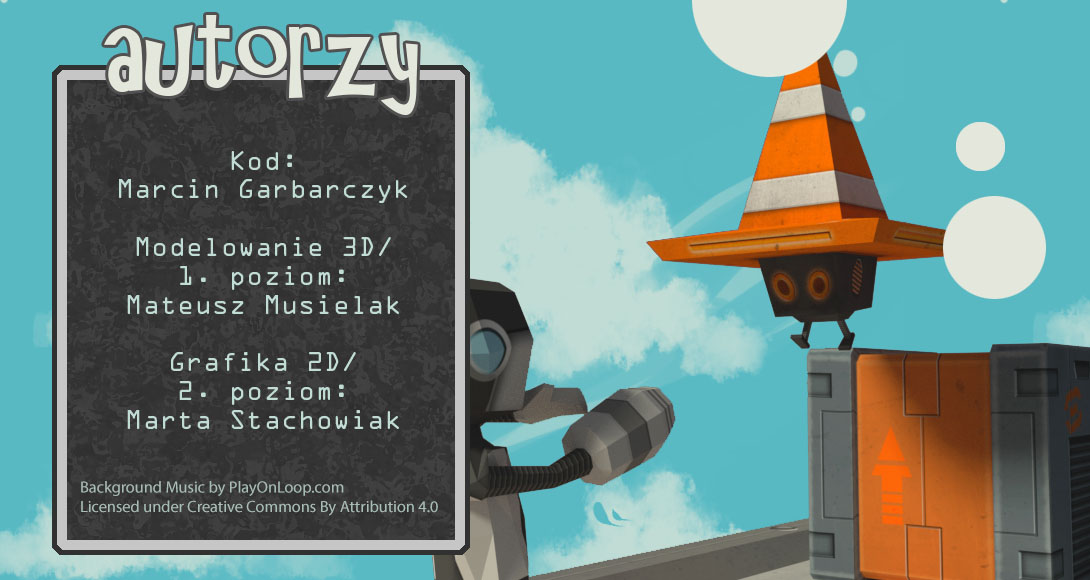 autorzy
Kod:
Marcin Garbarczyk
Modelowanie 3D/
1. poziom:
Mateusz Musielak
Grafika 2D/
2. poziom:
Marta Stachowiak
Background Music by PlayOnLoop.com
Licensed under Creative Commons By Attribution 4.0
S